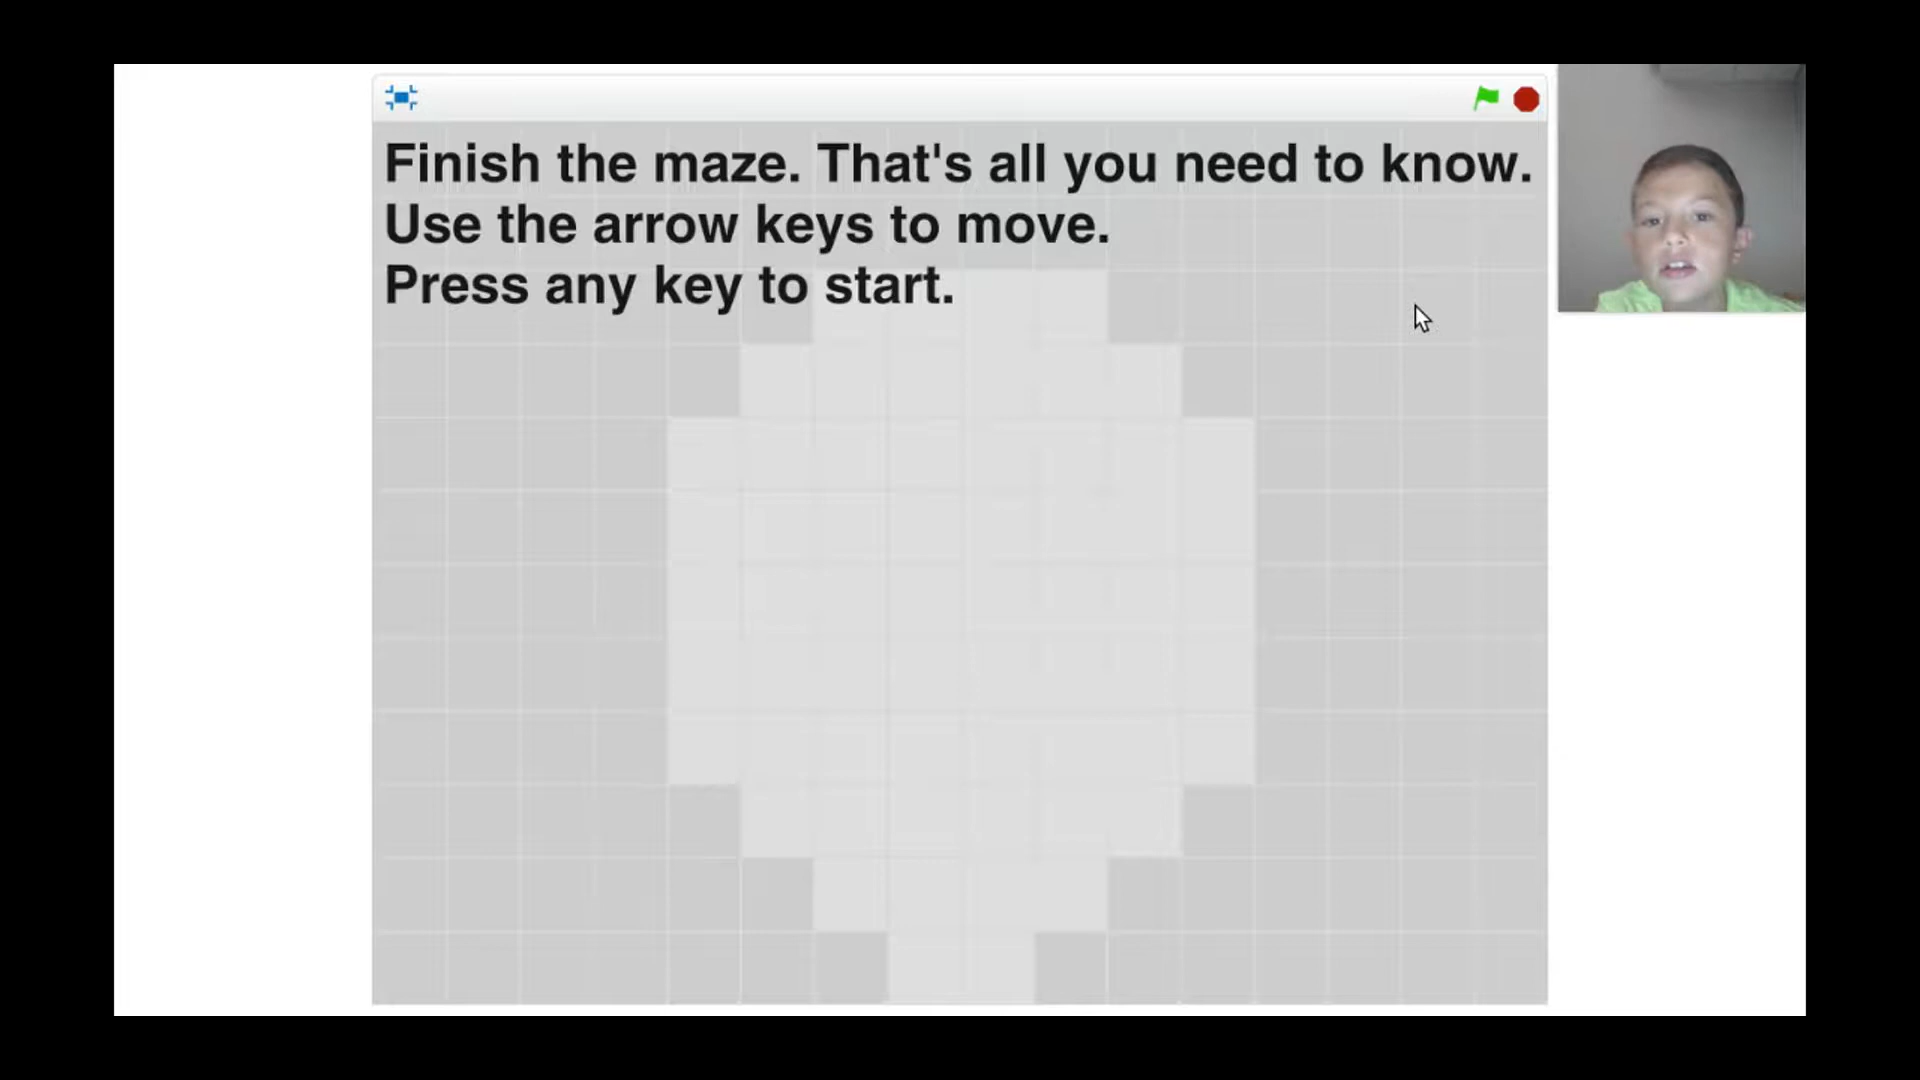 Finish the maze. That's all you need to know.
Use the arrow keys to move.
Press any key to start.